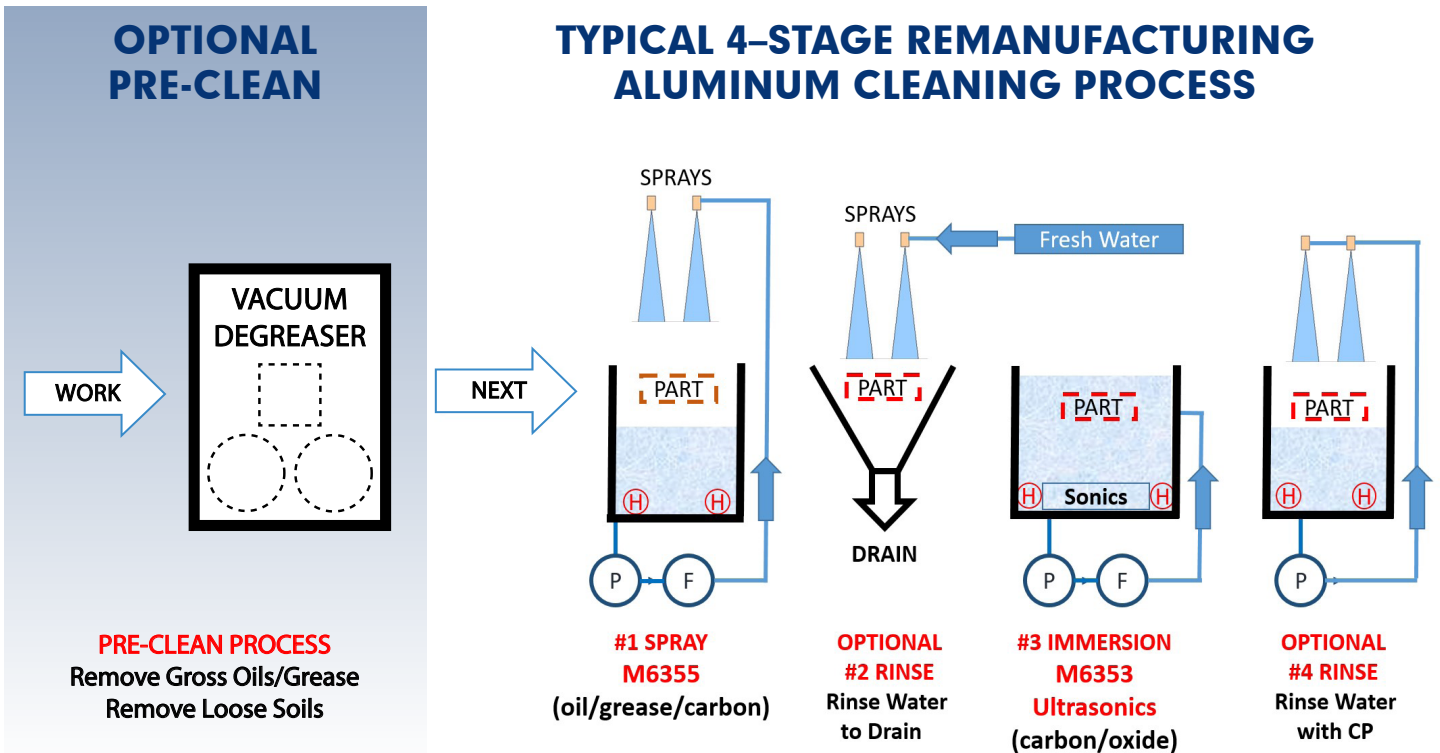 OPTIONAL
PRE-CLEAN
WORK
VACUUM
DEGREASER
PRE-CLEAN PROCESS
Remove Gross Oils/Grease
Remove Loose Soils
TYPICAL 4–STAGE REMANUFACTURING
ALUMINUM CLEANING PROCESS
NEXT
SPRAYS
PART
H
H
P
F
#1 SPRAY
M6355
(oil/grease/carbon)
SPRAYS
Fresh Water
PART
DRAIN
OPTIONAL
#2 RINSE
Rinse Water
to Drain
PART
H
Sonics
H
P
F
#3 IMMERSION
M6353
Ultrasonics
(carbon/oxide)
PART
H
H
P
OPTIONAL
#4 RINSE
Rinse Water
with CP